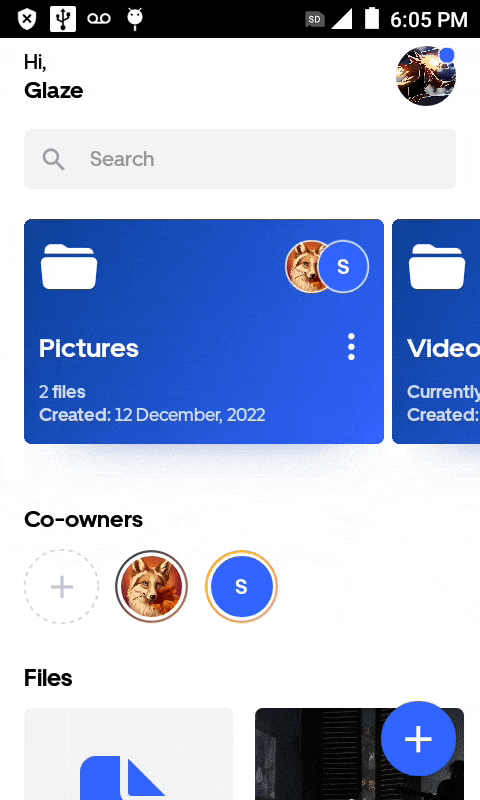 SD
6:05 PM
Hi,
Glaze
Search
S
Pictures
2 files
Created: 12 December, 2022
Video
Currently
Created:
Co-owners
S
Files